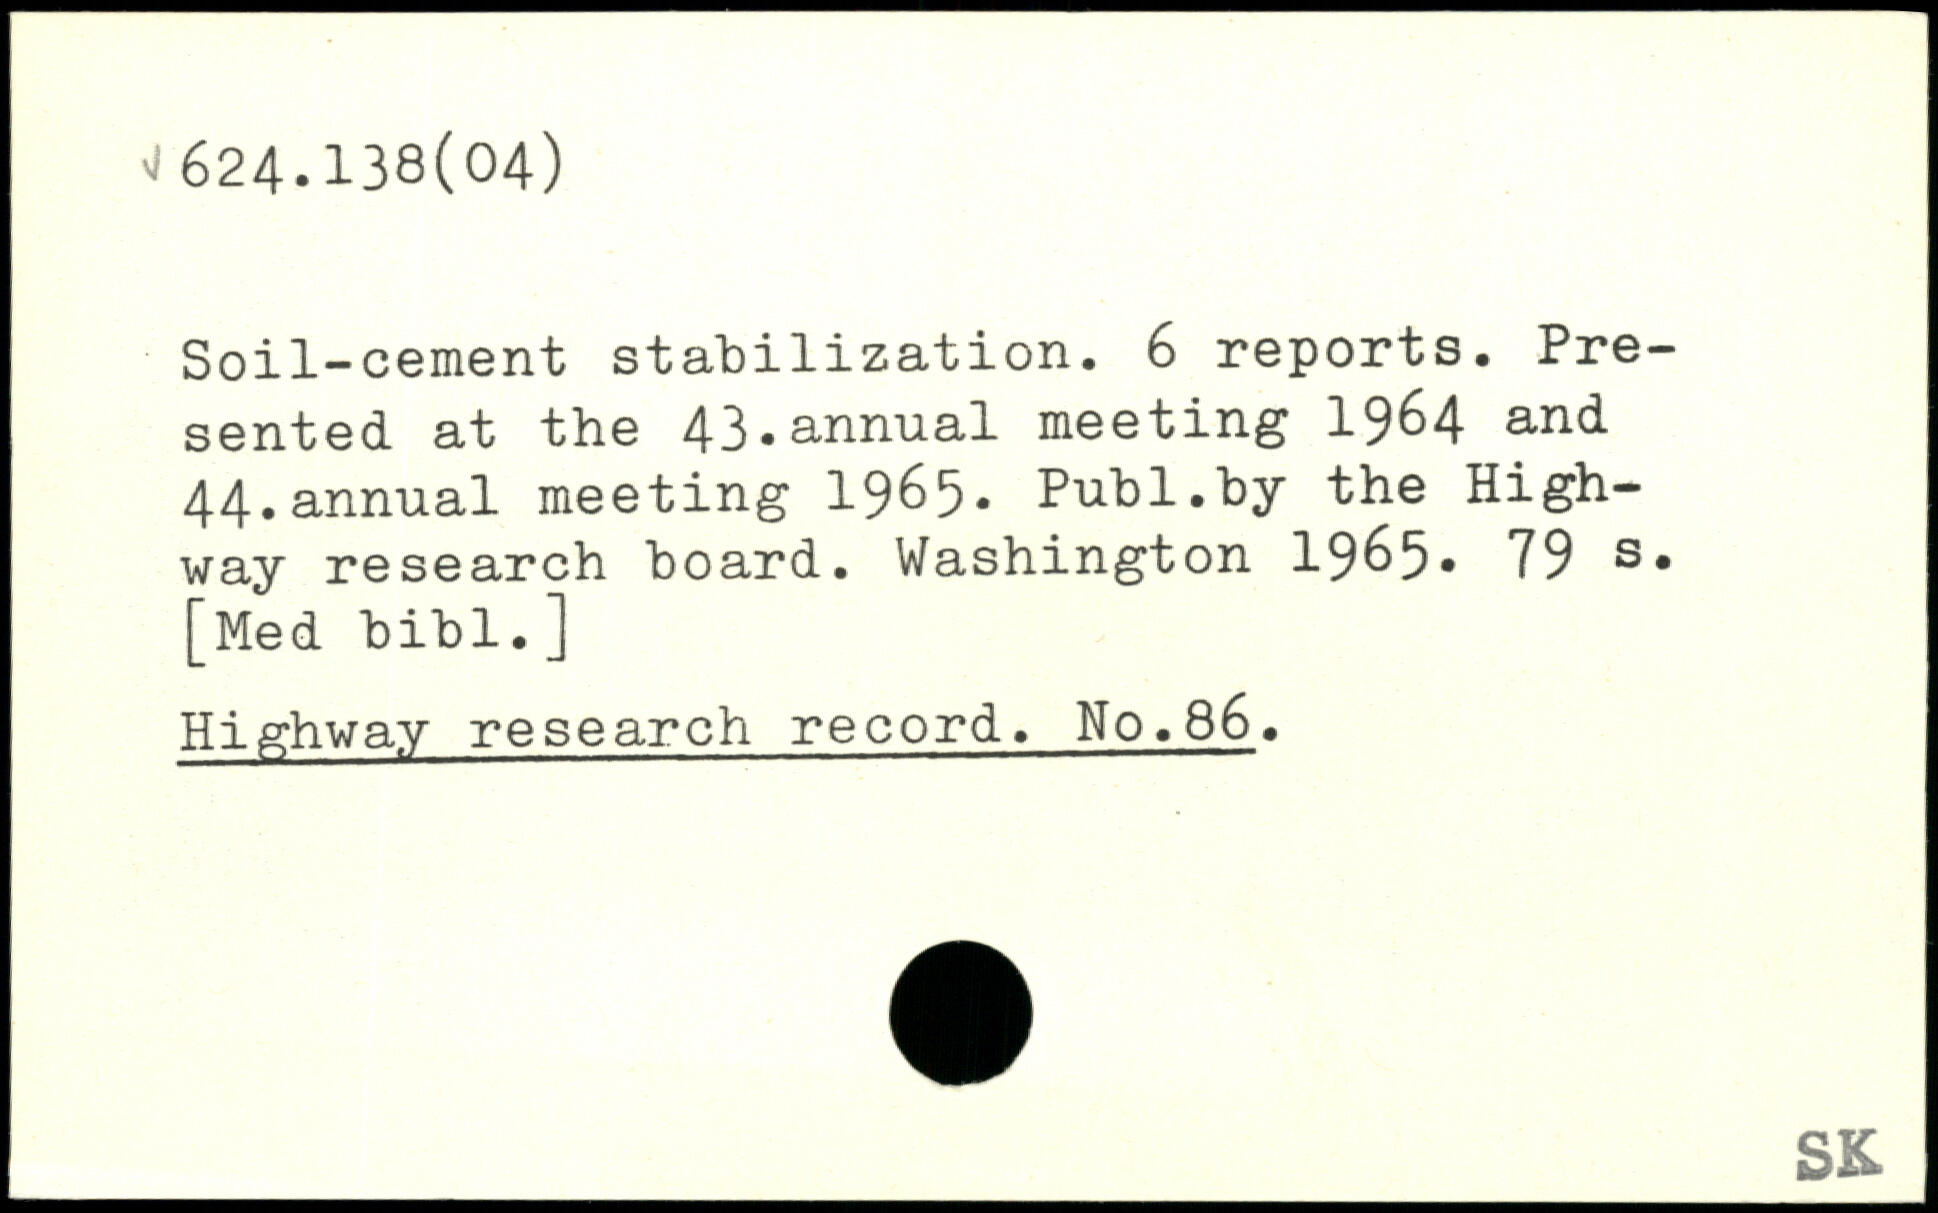 ✓ 624.138(04)
Soil-cement stabilization. 6 reports. Pre-
sented at the 43.annual meeting 1964 and
44.annual meeting 1965. Publ.by the High-
way research board. Washington 1965. 79 s.
[Med bibl.]
Highway research record. No.86.
SK